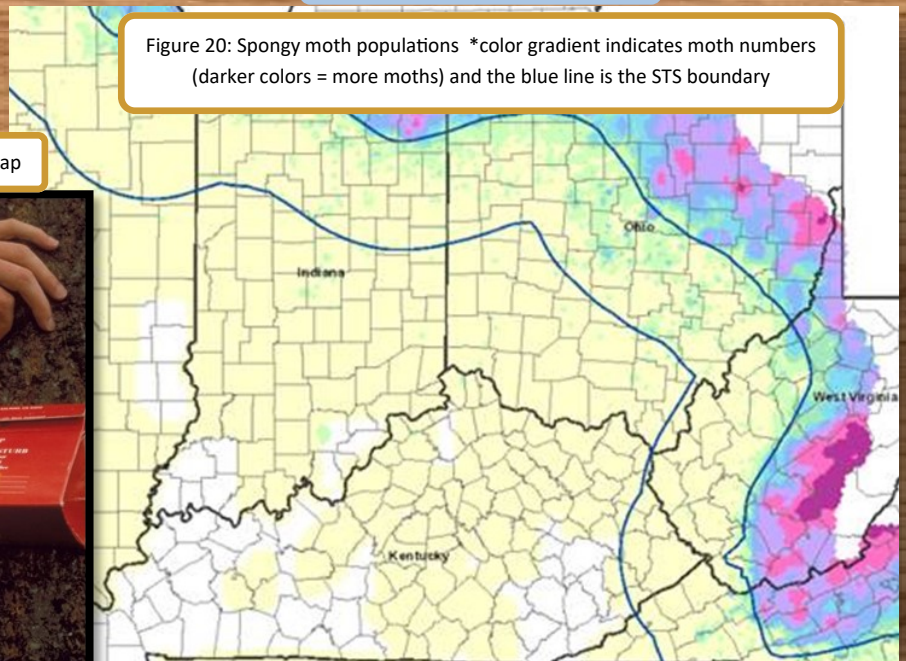 Figure 20: Spongy moth populations *color gradient indicates moth numbers
(darker colors = more moths) and the blue line is the STS boundary
ap
Indiana
Ohio
West Virginia
Kentucky
TURB